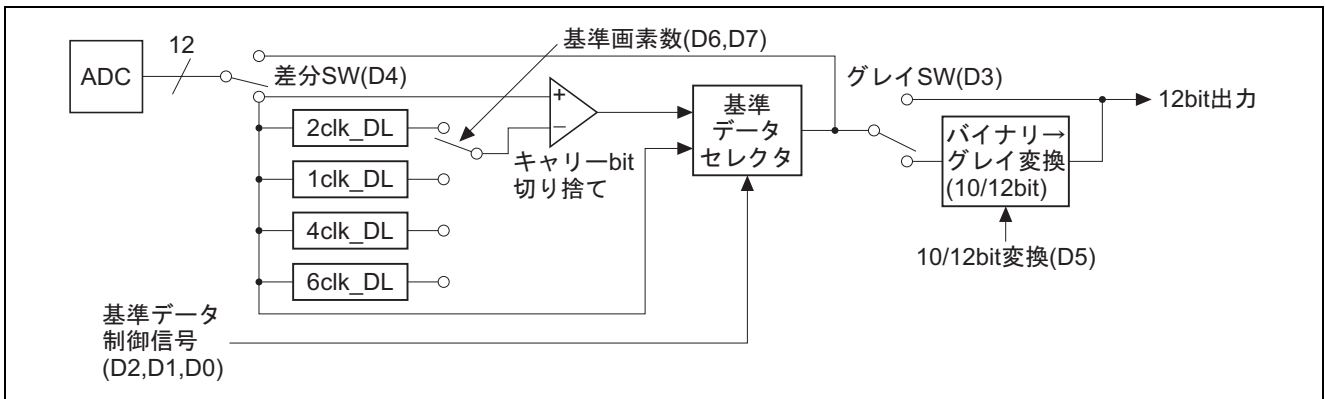 ADC
12
差分SW(D4)
基準画素数(D6,D7)
グレイSW(D3)
12bit出力
2clk_DL
1clk_DL
4clk_DL
6clk_DL
+
−
キャリーbit
切り捨て
基準
データ
セレクタ
バイナリ→
グレイ変換
(10/12bit)
10/12bit変換(D5)
基準データ
制御信号
(D2,D1,D0)